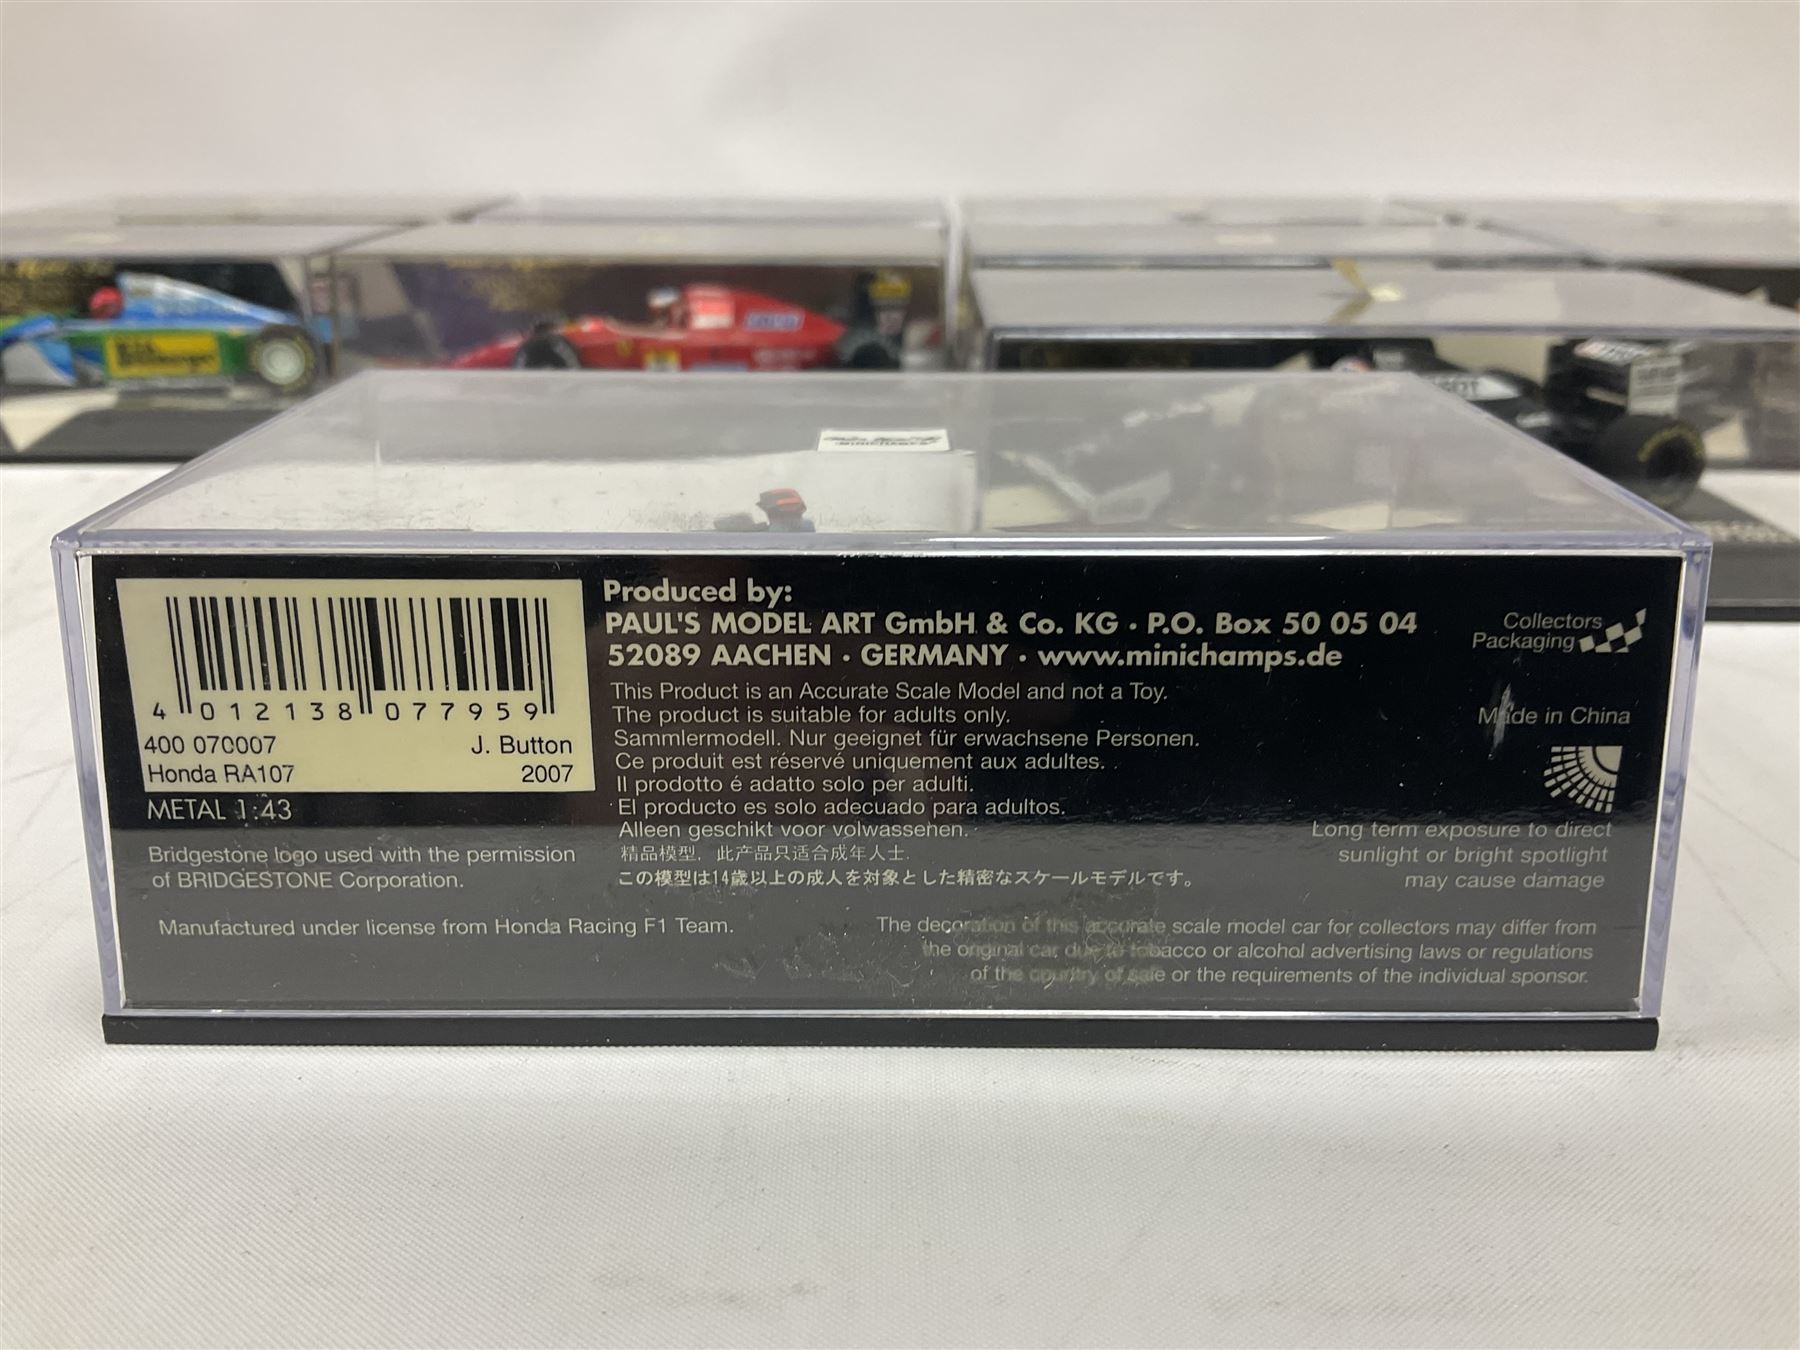 MINICHAMPS
4 012138 077959
400 070007 J. Button
Honda RA107 2007
METAL 1:43
Bridgestone logo used with the permission
of BRIDGESTONE Corporation.
Manufactured under license from Honda Racing F1 Team.
Produced by:
PAUL'S MODEL ART GmbH & Co. KG · P.O. Box 50 05 04
52089 AACHEN · GERMANY · www.minichamps.de
This Product is an Accurate Scale Model and not a Toy.
The product is suitable for adults only.
Sammlermodell. Nur geeignet für erwachsene Personen.
Ce produit est réservé uniquement aux adultes.
Il prodotto é adatto solo per adulti.
El producto es solo adecuado para adultos.
Alleen geschikt voor volwassenen.
精品模型. 此产品只适合成年人士.
この模型は14歳以上の成人を対象とした精密なスケールモデルです。
Collectors
Packaging
Made in China
Long term exposure to direct
sunlight or bright spotlight
may cause damage
The decoration of this accurate scale model car for collectors may differ from
the original car due to tobacco or alcohol advertising laws or regulations
of the country of sale or the requirements of the individual sponsor.